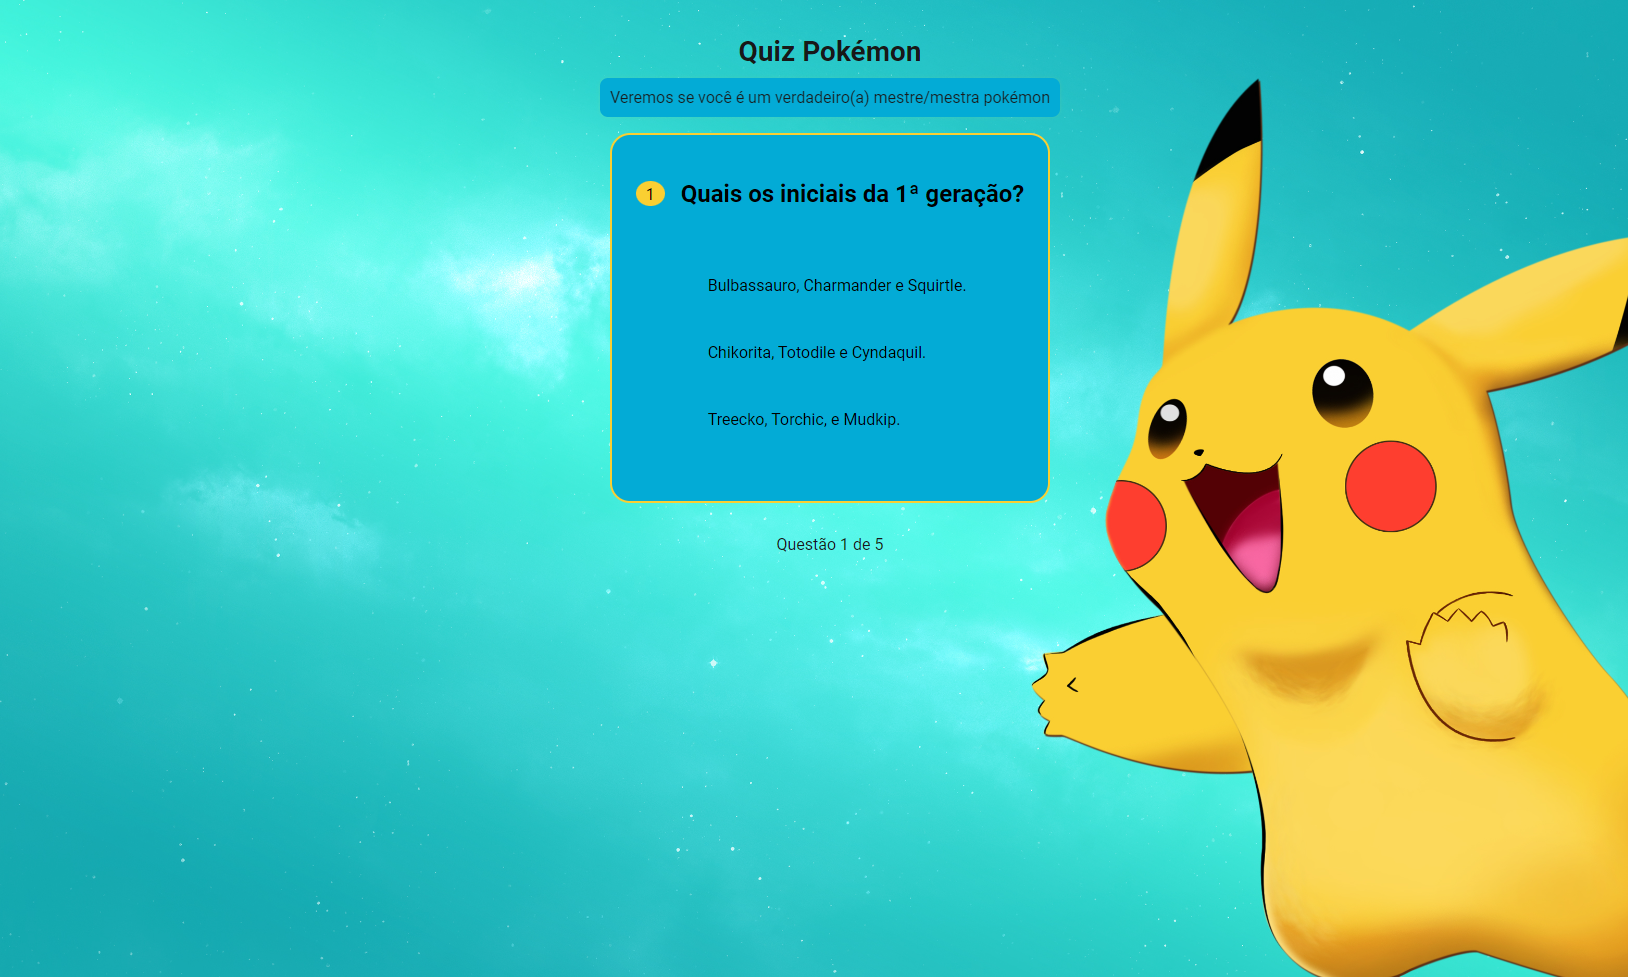 Quiz Pokémon
Veremos se você é um verdadeiro(a) mestre/mestra pokémon
1 Quais os iniciais da 1ª geração?
Bulbassauro, Charmander e Squirtle.
Chikorita, Totodile e Cyndaquil.
Treecko, Torchic, e Mudkip.
Questão 1 de 5